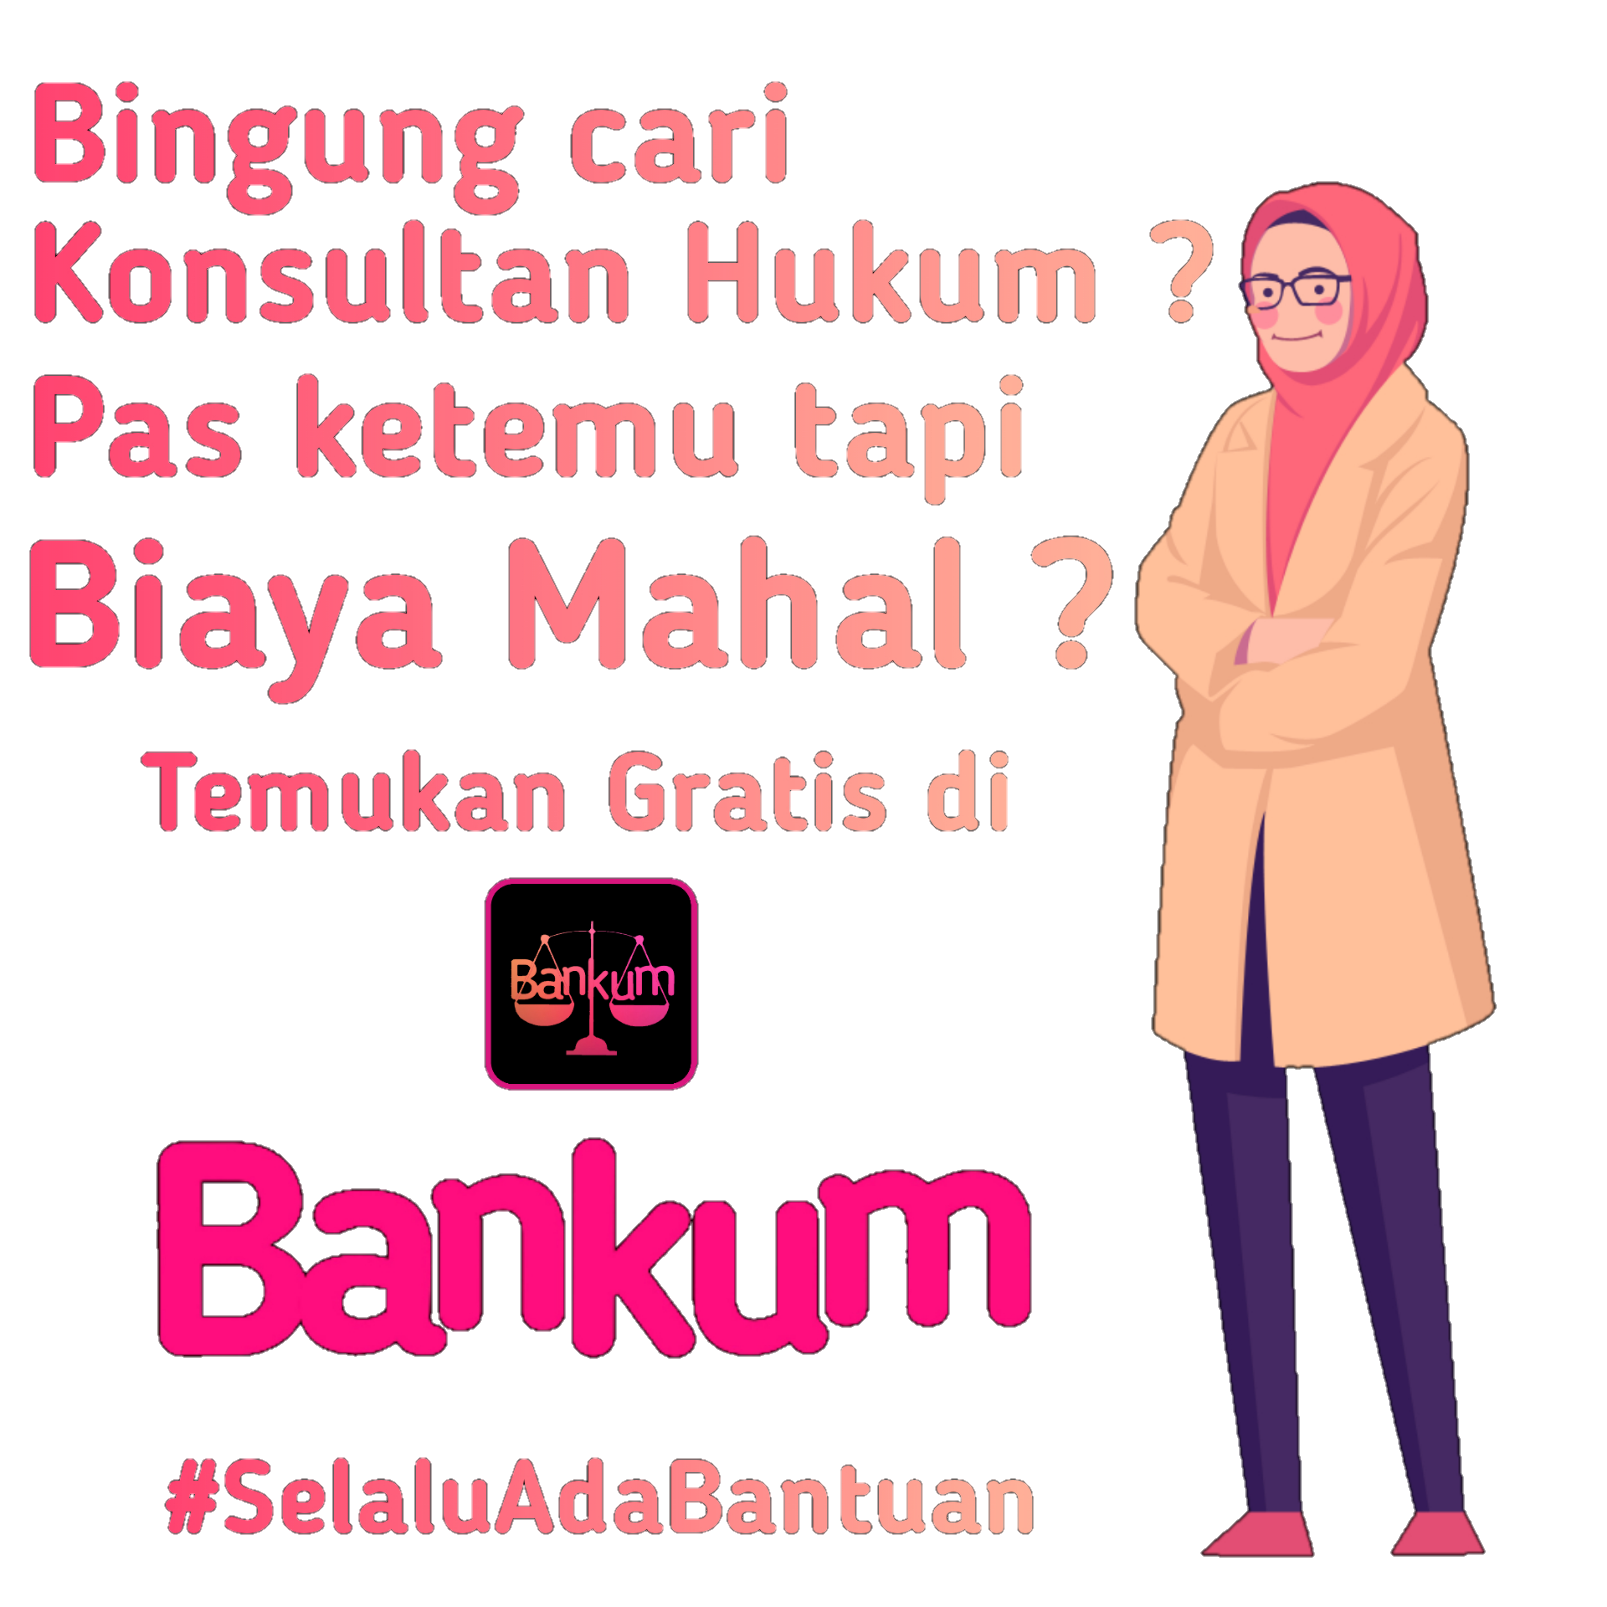 Bingung cari
Konsultan Hukum ?
Pas ketemu tapi
Biaya Mahal ?
Temukan Gratis di
Bankum
Bankum
#SelaluAdaBantuan